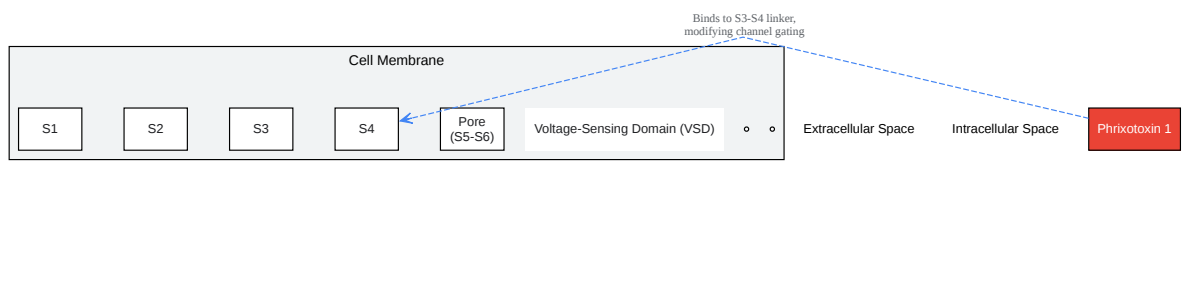 Binds to S3-S4 linker,
modifying channel gating
Cell Membrane
S1
S2
S3
S4
Pore
(S5-S6)
Voltage-Sensing Domain (VSD)
Extracellular Space
Intracellular Space
Phrixotoxin 1